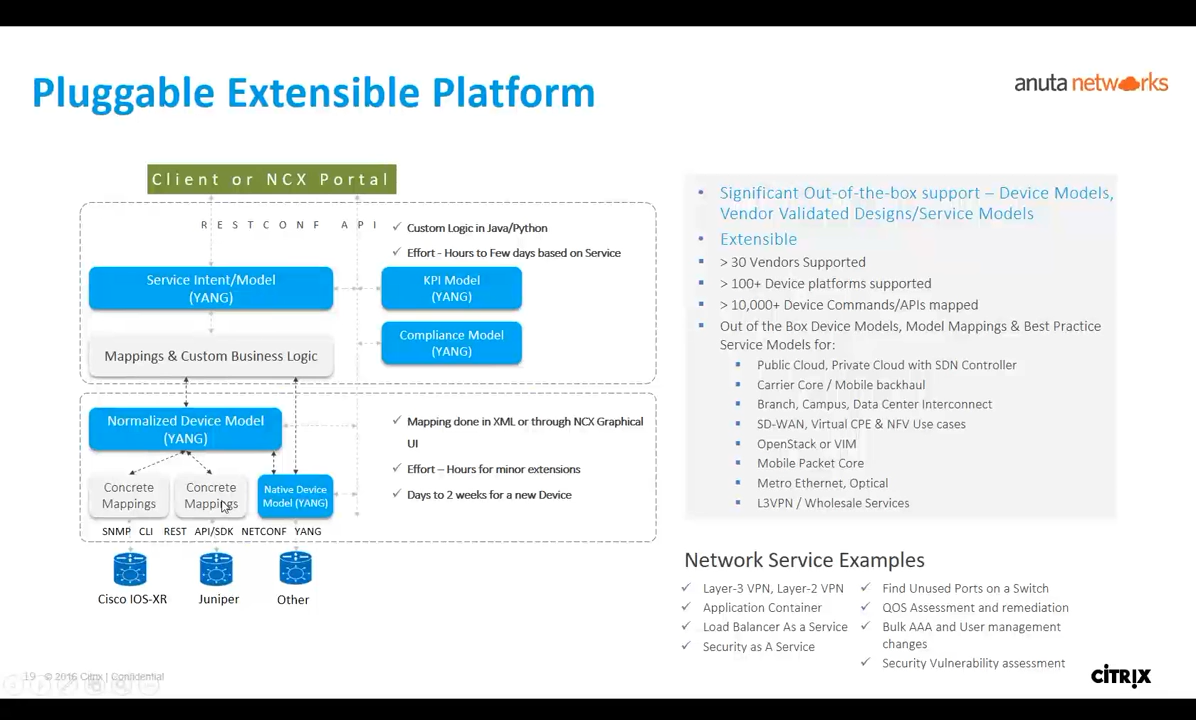 Pluggable Extensible Platform
anuta networks
Client or NCX Portal
RESTCONF API
Custom Logic in Java/Python
Effort - Hours to Few days based on Service
Service Intent/Model
(YANG)
KPI Model
(YANG)
Compliance Model
(YANG)
Mappings & Custom Business Logic
Normalized Device Model
(YANG)
Mapping done in XML or through NCX Graphical
UI
Effort – Hours for minor extensions
Days to 2 weeks for a new Device
Concrete
Mappings
Concrete
Mappings
Native Device
Model (YANG)
SNMP CLI REST API/SDK NETCONF YANG
Cisco IOS-XR
Juniper
Other
Significant Out-of-the-box support – Device Models,
Vendor Validated Designs/Service Models
Extensible
> 30 Vendors Supported
> 100+ Device platforms supported
> 10,000+ Device Commands/APIs mapped
Out of the Box Device Models, Model Mappings & Best Practice
Service Models for:
Public Cloud, Private Cloud with SDN Controller
Carrier Core / Mobile backhaul
Branch, Campus, Data Center Interconnect
SD-WAN, Virtual CPE & NFV Use cases
OpenStack or VIM
Mobile Packet Core
Metro Ethernet, Optical
L3VPN / Wholesale Services
Network Service Examples
Layer-3 VPN, Layer-2 VPN
Application Container
Load Balancer As a Service
Security as A Service
Find Unused Ports on a Switch
QOS Assessment and remediation
Bulk AAA and User management
changes
Security Vulnerability assessment
19 © 2016 Citrix | Confidential
CİTRIX